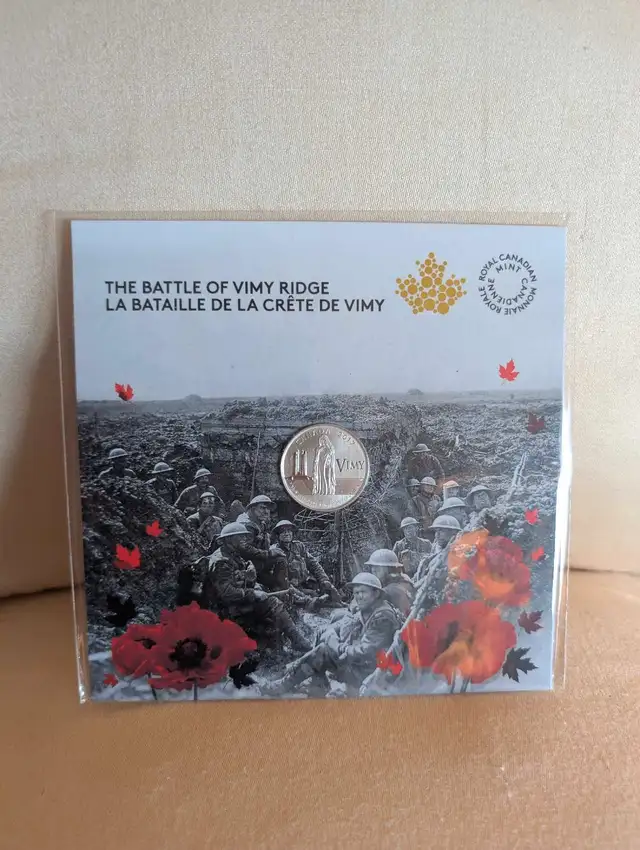 THE BATTLE OF VIMY RIDGE
LA BATAILLE DE LA CRÊTE DE VIMY
ROYAL CANADIAN MINT
MONNAIE ROYALE CANADIENNE
VIMY